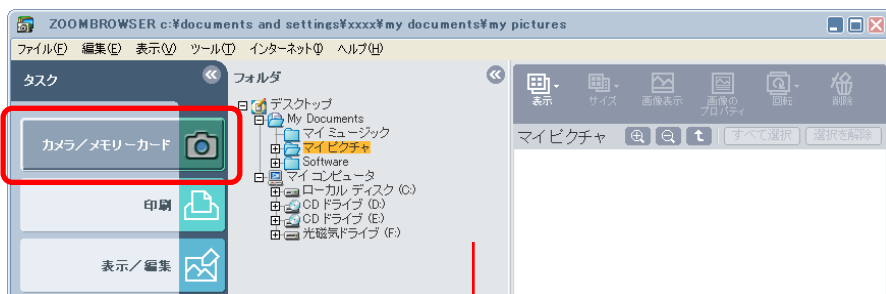 ZOOMBROWSER c:¥documents and settings¥xxxx¥my documents¥my pictures
ファイル(F) 編集(E) 表示(V) ツール(T) インターネット(I) ヘルプ(H)
タスク
カメラ／メモリーカード
印刷
表示／編集
フォルダ
デスクトップ
My Documents
マイ ミュージック
マイ ピクチャ
Software
マイ コンピュータ
ローカル ディスク (C:)
CD ドライブ (D:)
CD ドライブ (E:)
光磁気ドライブ (F:)
表示 サイズ 画像表示 画像のプロパティ 回転 削除
マイ ピクチャ すべて選択 選択を解除